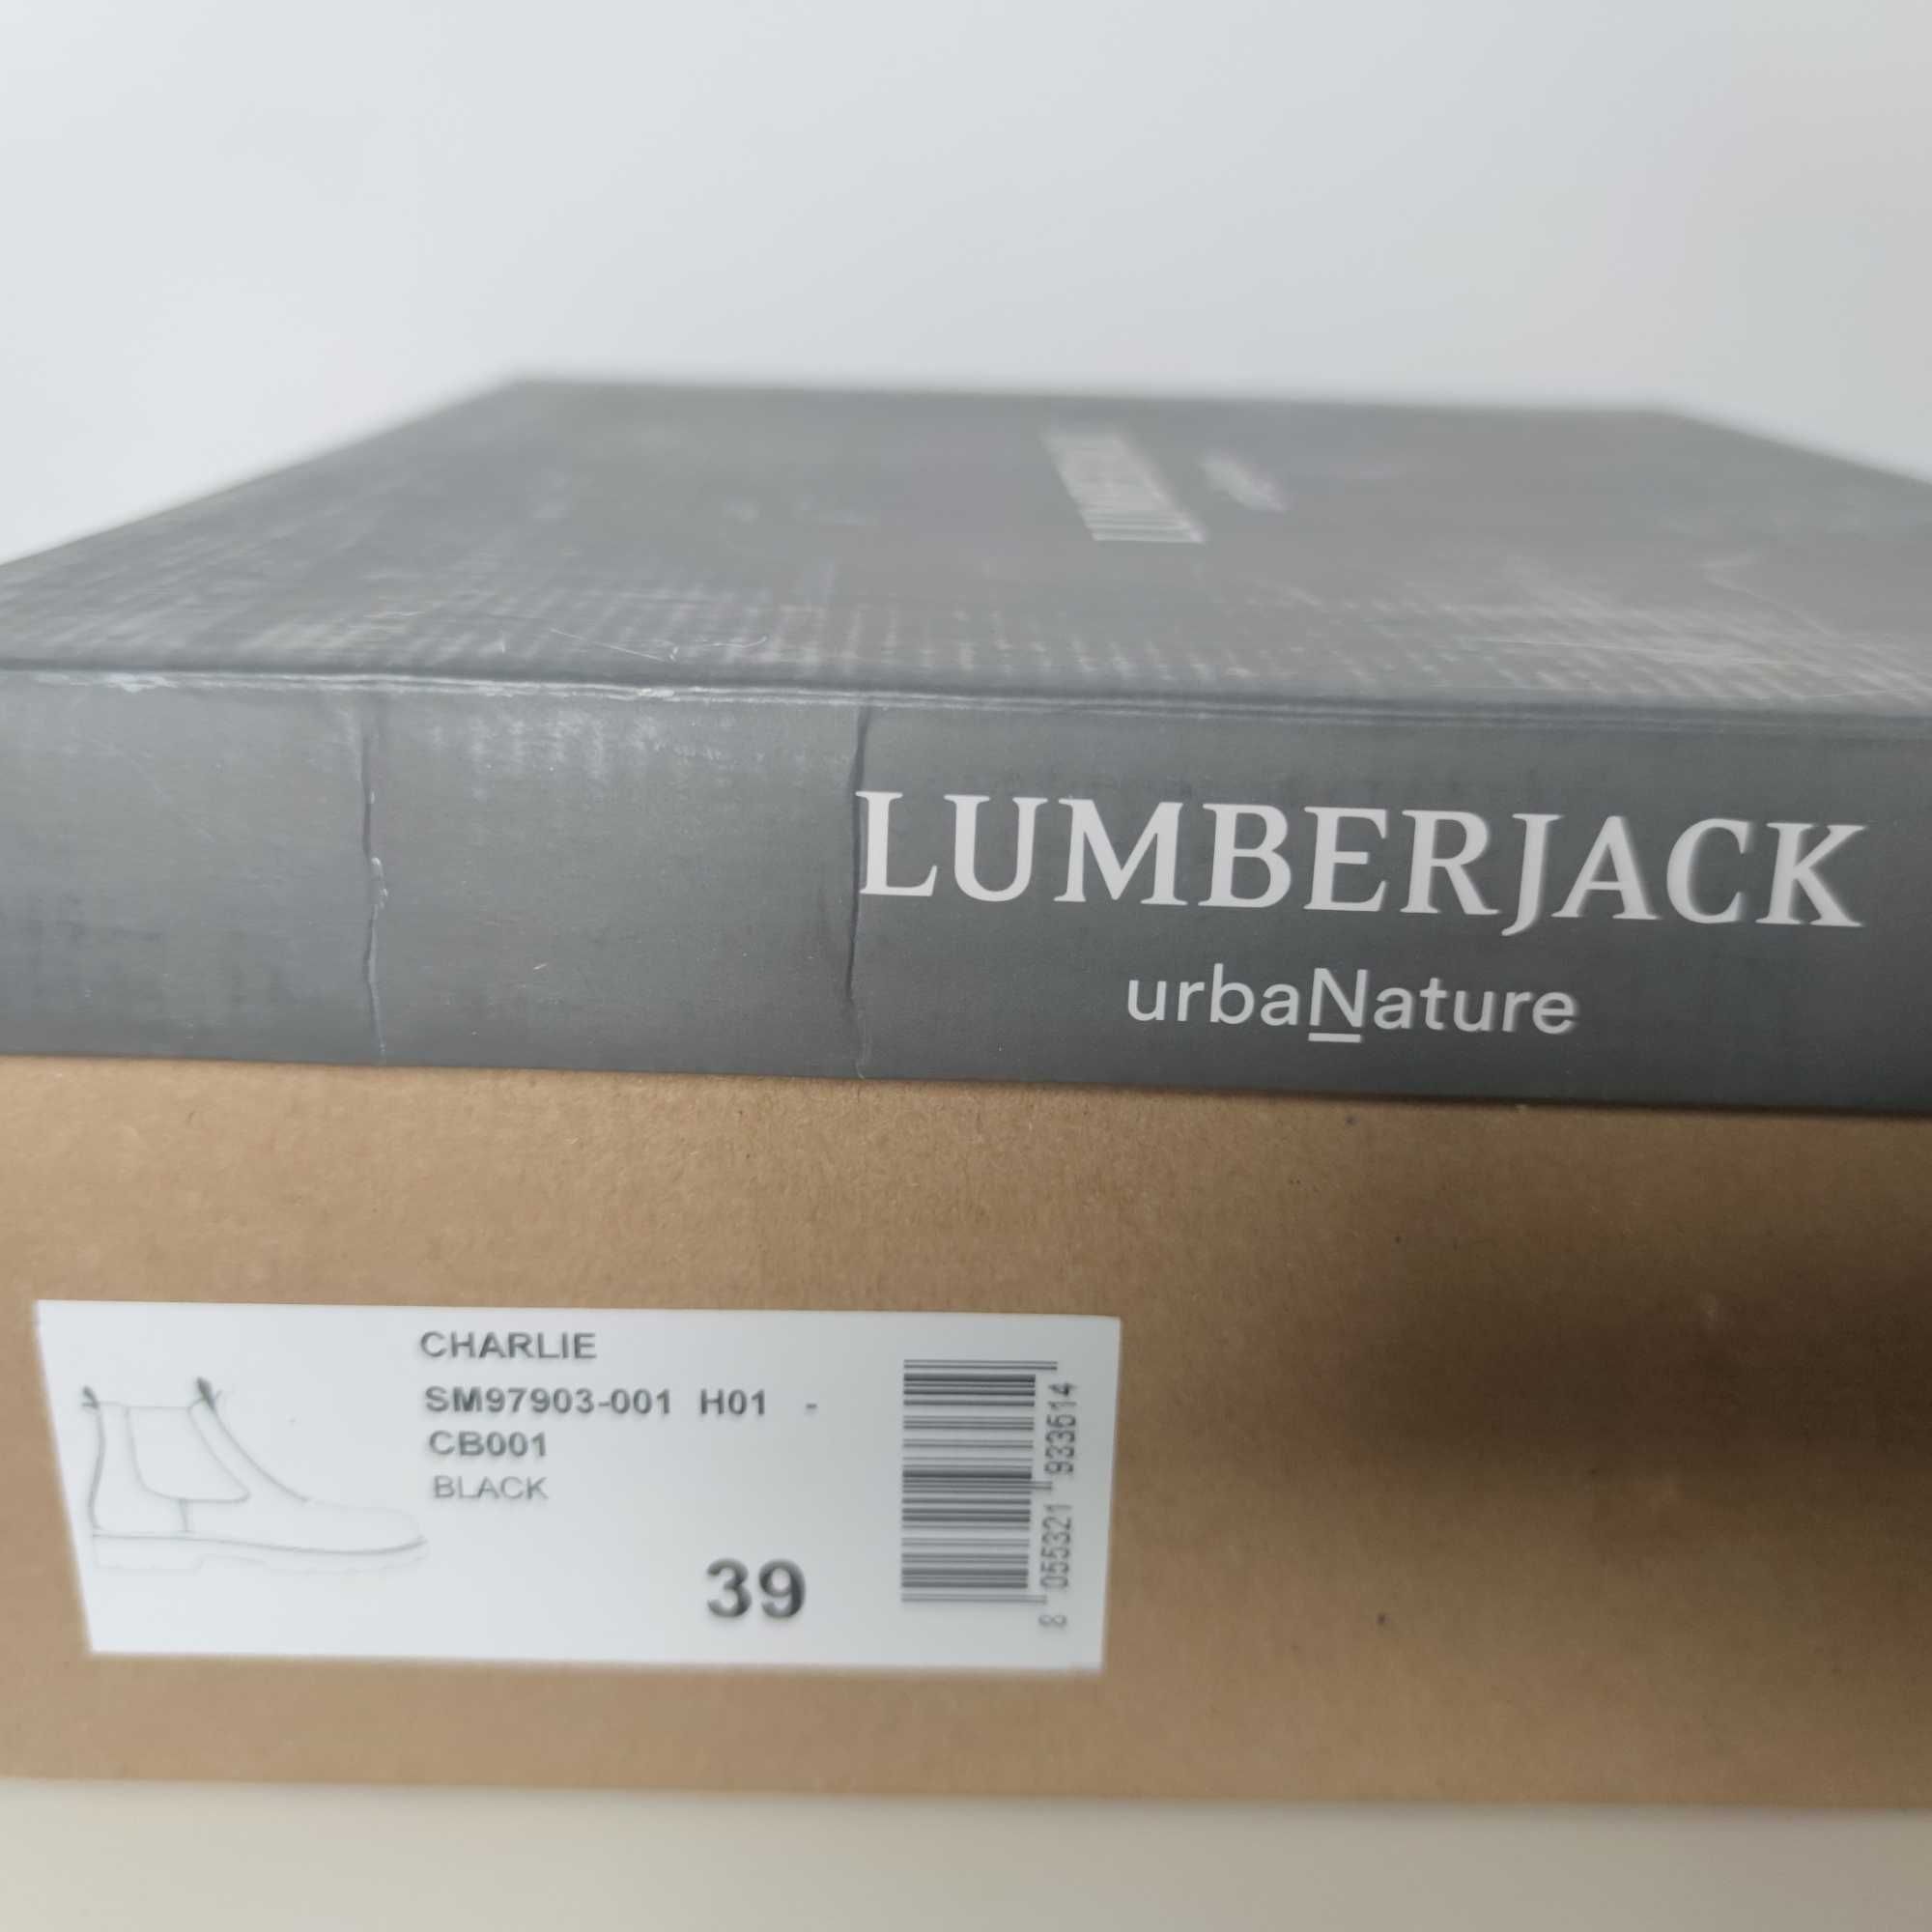 LUMBERJACK
urbaNature
CHARLIE
SM97903-001 H01 -
CB001
BLACK
39
8 055321 933614